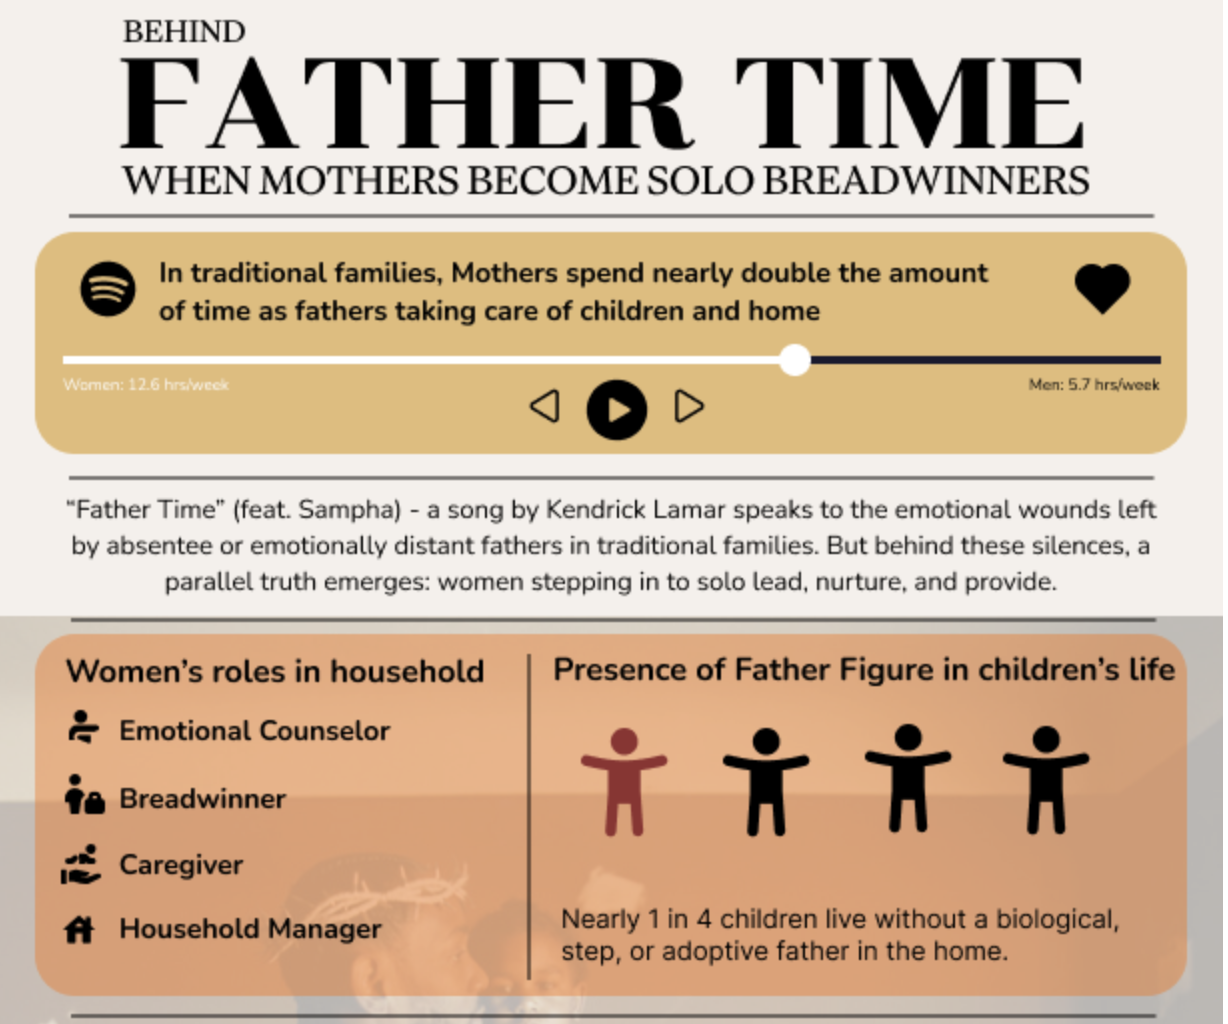 BEHIND
FATHER TIME
WHEN MOTHERS BECOME SOLO BREADWINNERS
In traditional families, Mothers spend nearly double the amount
of time as fathers taking care of children and home
Women: 12.6 hrs/week
Men: 5.7 hrs/week
“Father Time” (feat. Sampha) - a song by Kendrick Lamar speaks to the emotional wounds left
by absentee or emotionally distant fathers in traditional families. But behind these silences, a
parallel truth emerges: women stepping in to solo lead, nurture, and provide.
Women’s roles in household
Emotional Counselor
Breadwinner
Caregiver
Household Manager
Presence of Father Figure in children’s life
Nearly 1 in 4 children live without a biological,
step, or adoptive father in the home.